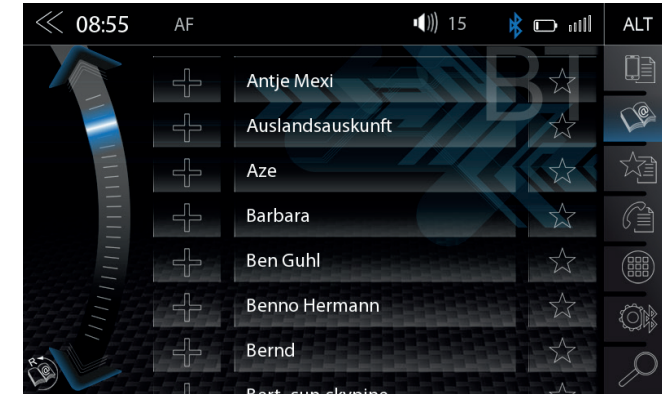 08:55 AF 15 ALT
BT
Antje Mexi
Auslandsauskunft
Aze
Barbara
Ben Guhl
Benno Hermann
Bernd
R